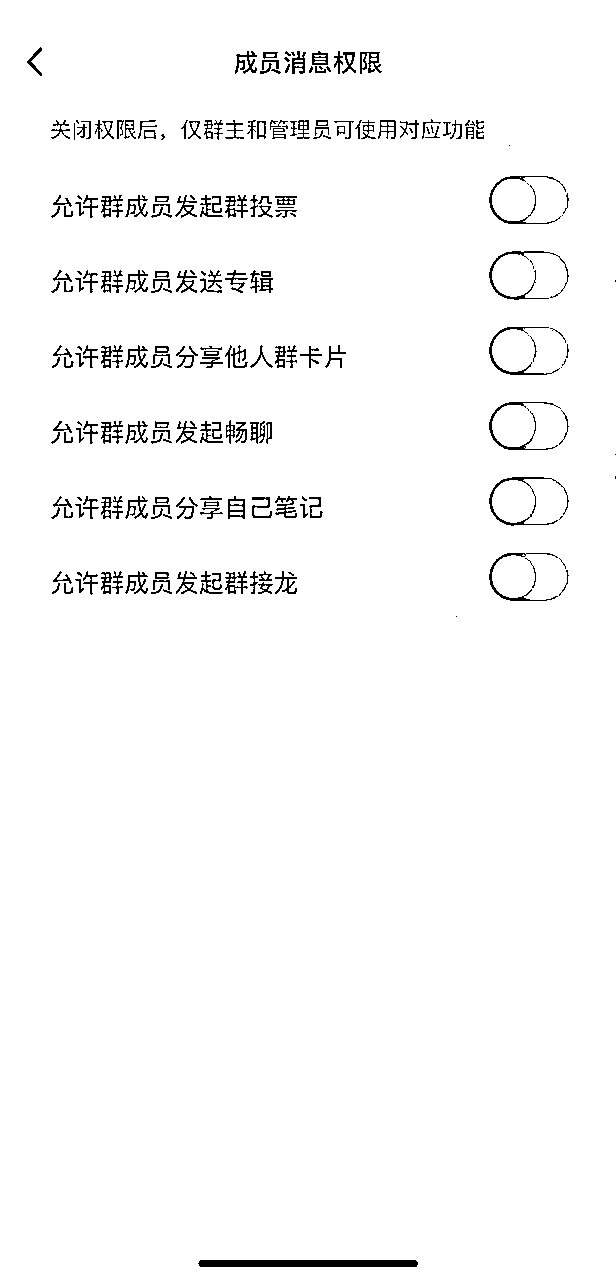 成员消息权限
关闭权限后，仅群主和管理员可使用对应功能
允许群成员发起群投票
允许群成员发送专辑
允许群成员分享他人群卡片
允许群成员发起畅聊
允许群成员分享自己笔记
允许群成员发起群接龙